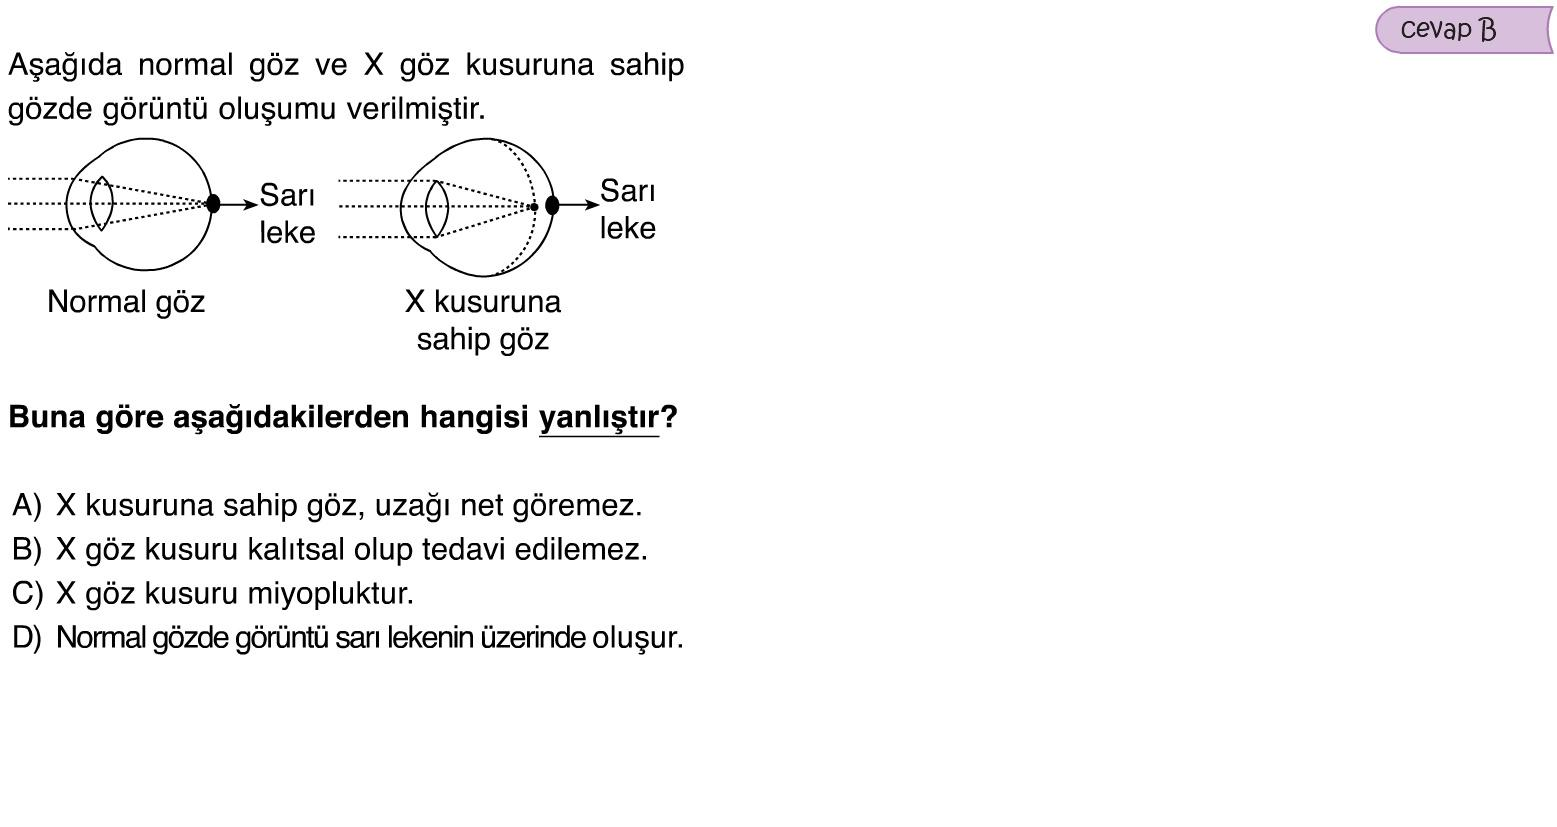 cevap B
Aşağıda normal göz ve X göz kusuruna sahip
gözde görüntü oluşumu verilmiştir.
Sarı
leke
Sarı
leke
Normal göz
X kusuruna
sahip göz
Buna göre aşağıdakilerden hangisi yanlıştır?
A) X kusuruna sahip göz, uzağı net göremez.
B) X göz kusuru kalıtsal olup tedavi edilemez.
C) X göz kusuru miyopluktur.
D) Normal gözde görüntü sarı lekenin üzerinde oluşur.